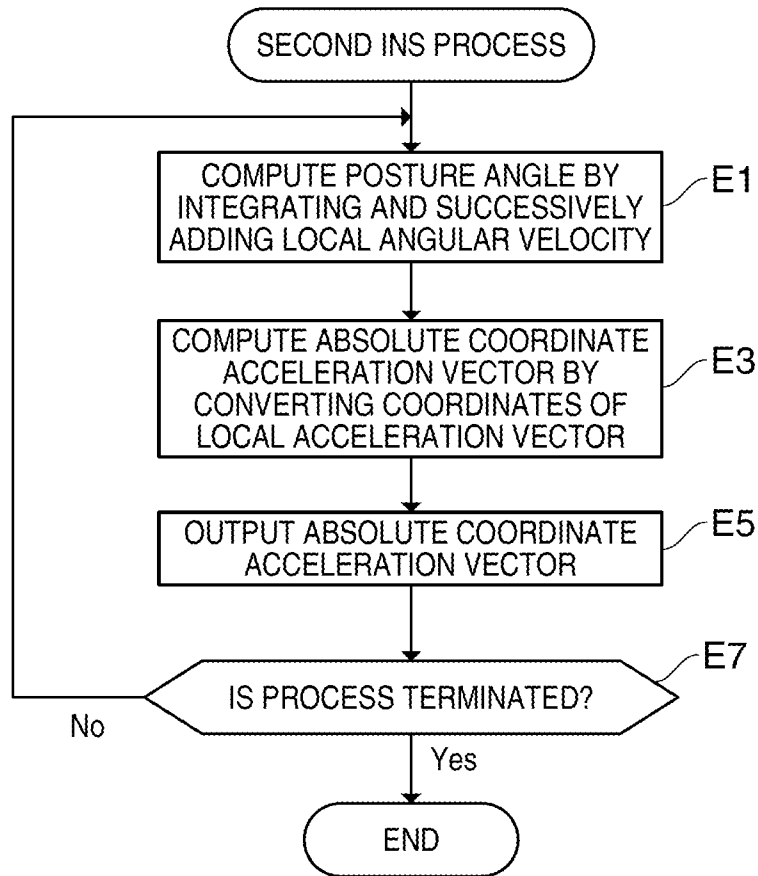 SECOND INS PROCESS
COMPUTE POSTURE ANGLE BY
INTEGRATING AND SUCCESSIVELY
ADDING LOCAL ANGULAR VELOCITY
E1
COMPUTE ABSOLUTE COORDINATE
ACCELERATION VECTOR BY
CONVERTING COORDINATES OF
LOCAL ACCELERATION VECTOR
E3
OUTPUT ABSOLUTE COORDINATE
ACCELERATION VECTOR
E5
IS PROCESS TERMINATED?
E7
No
Yes
END